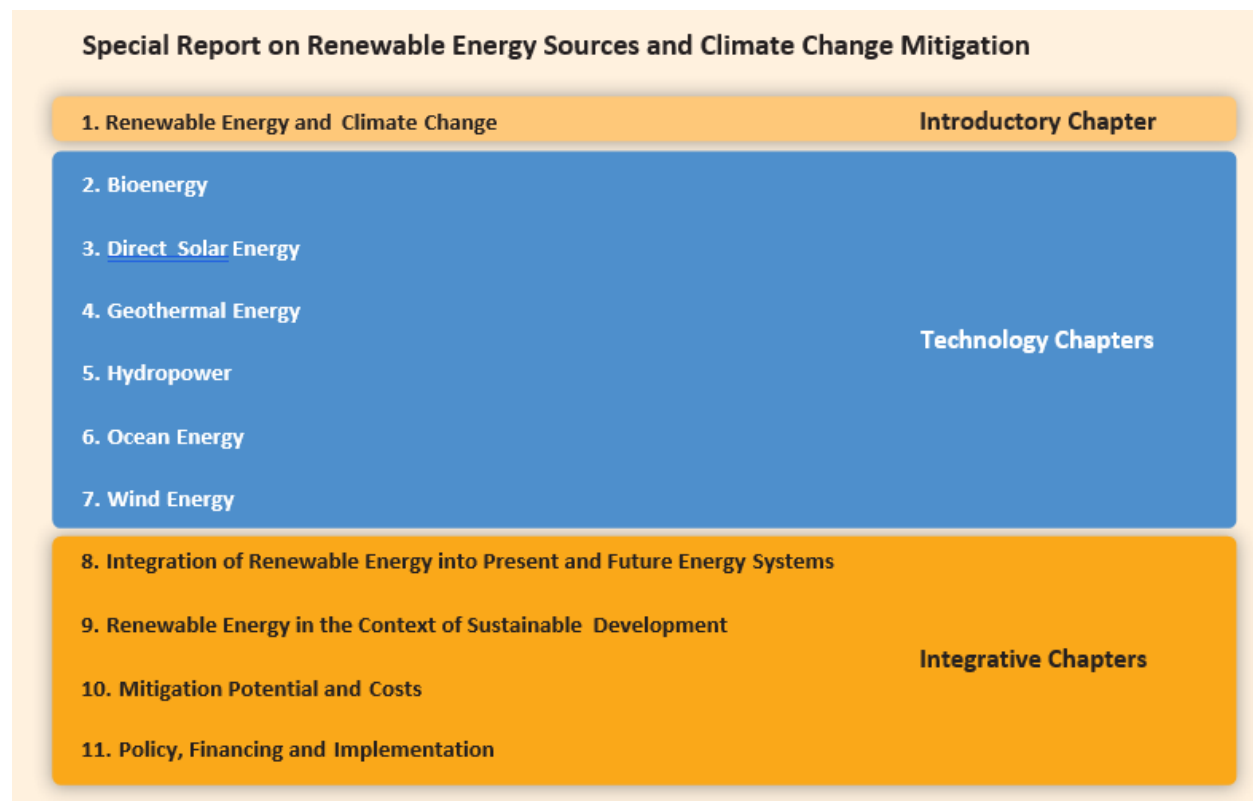 Special Report on Renewable Energy Sources and Climate Change Mitigation
1. Renewable Energy and Climate Change
Introductory Chapter
2. Bioenergy
3. Direct Solar Energy
4. Geothermal Energy
Technology Chapters
5. Hydropower
6. Ocean Energy
7. Wind Energy
8. Integration of Renewable Energy into Present and Future Energy Systems
9. Renewable Energy in the Context of Sustainable Development
Integrative Chapters
10. Mitigation Potential and Costs
11. Policy, Financing and Implementation